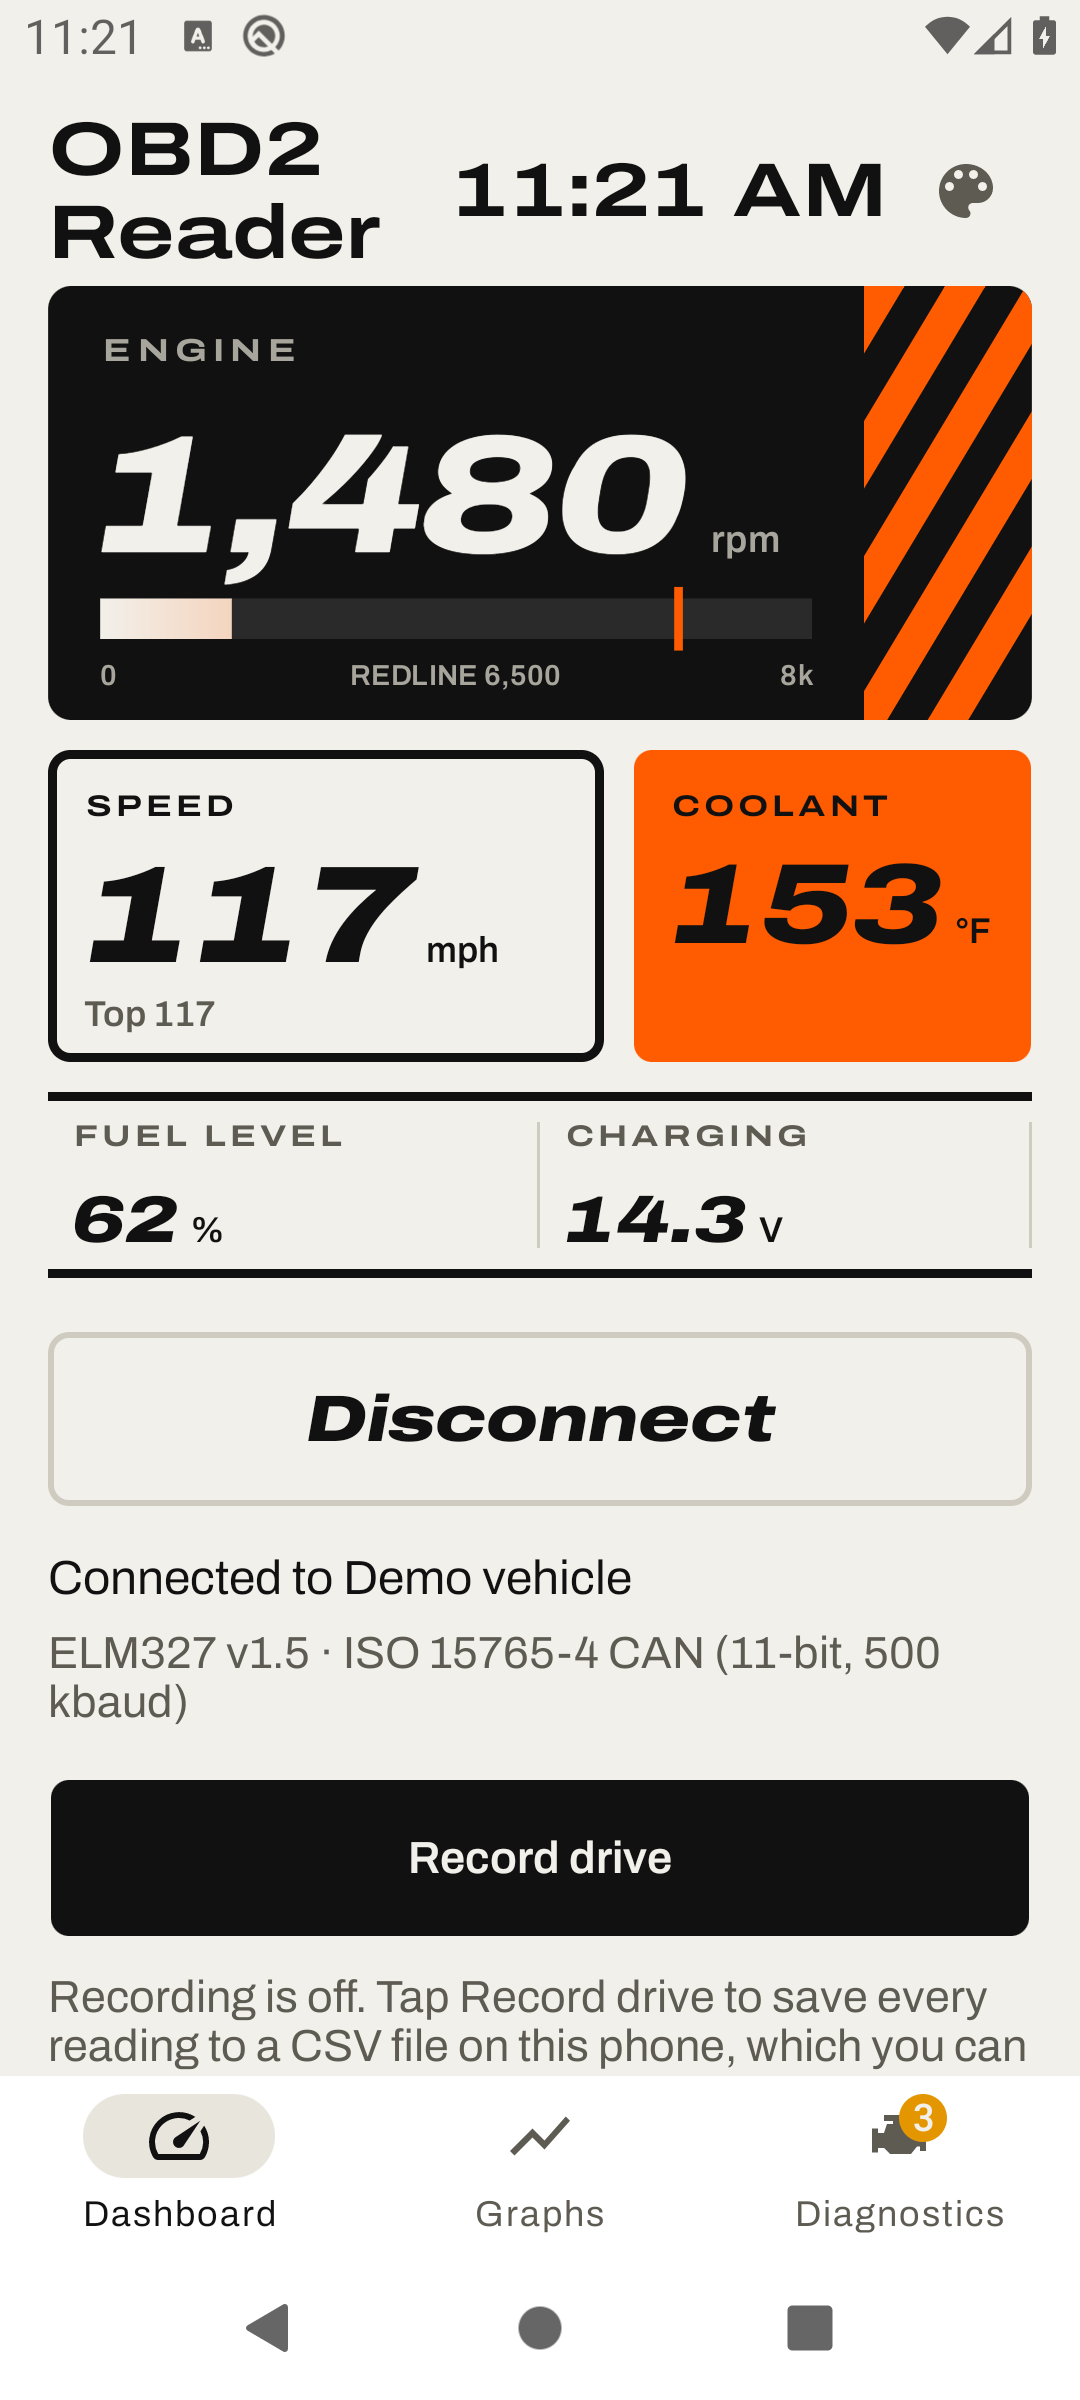 11:21
OBD2
Reader
11:21 AM
ENGINE
1,480 rpm
0 REDLINE 6,500 8k
SPEED
117 mph
Top 117
COOLANT
153 °F
FUEL LEVEL
62 %
CHARGING
14.3 V
Disconnect
Connected to Demo vehicle
ELM327 v1.5 · ISO 15765-4 CAN (11-bit, 500
kbaud)
Record drive
Recording is off. Tap Record drive to save every
reading to a CSV file on this phone, which you can
3
Dashboard Graphs Diagnostics